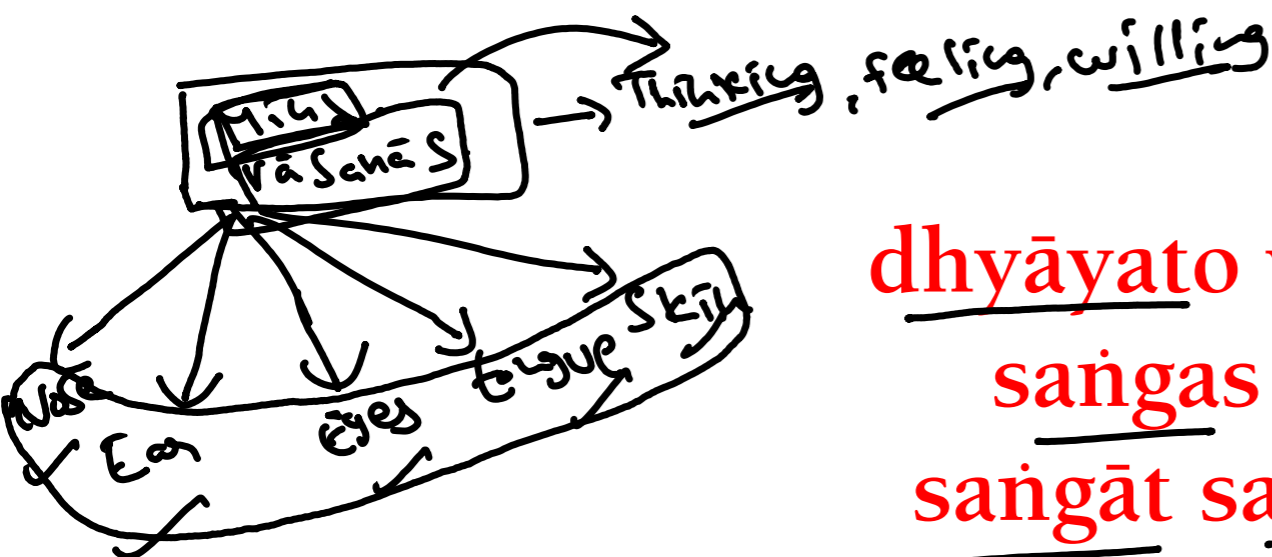 Thinking, feeling, willing
Mind
Vāsanās
dhyāyato
Skin
tongue
saṅgas
Nose
Eyes
Ear
saṅgāt sa